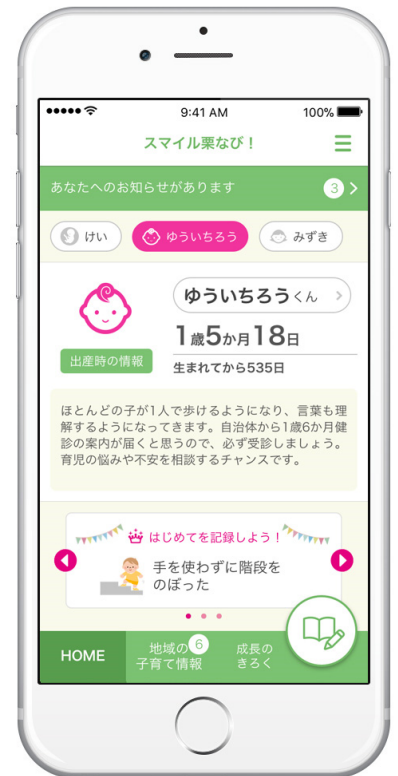 9:41 AM
100%
スマイル栗なび！
あなたへのお知らせがあります
3
けい
ゆういちろう
みずき
ゆういちろうくん
1歳5か月18日
出産時の情報
生まれてから535日
ほとんどの子が1人で歩けるようになり、言葉も理
解するようになってきます。自治体から1歳6か月健
診の案内が届くと思うので、必ず受診しましょう。
育児の悩みや不安を相談するチャンスです。
はじめてを記録しよう！
手を使わずに階段を
のぼった
HOME
地域の
6
子育て情報
成長の
きろく